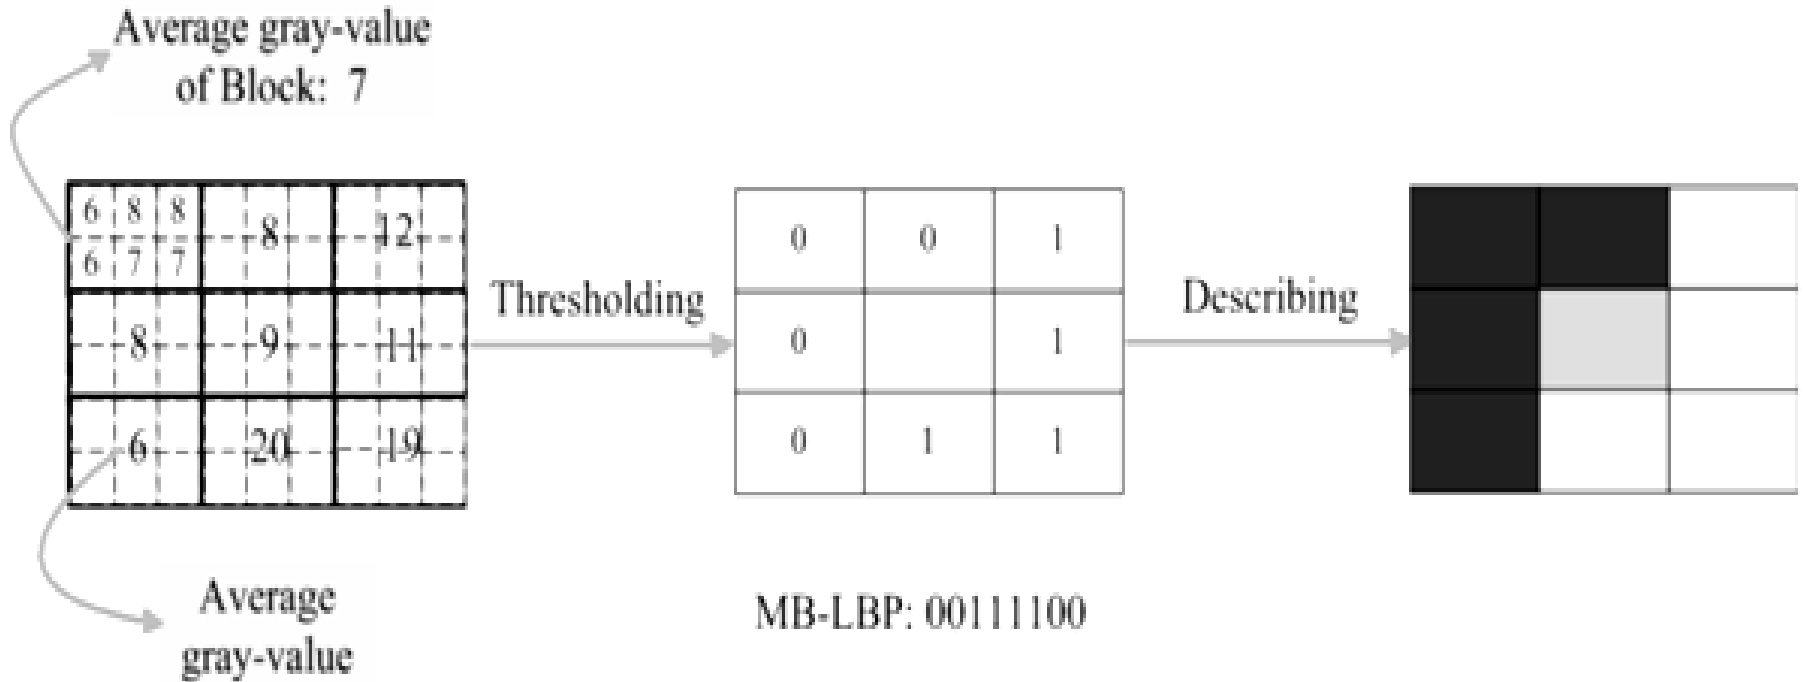 Average gray-value
of Block: 7
6 8 8
6 7 7
8
12
8
9
11
6
20
19
Thresholding
0 0 1
0 1
0 1 1
Describing
Average
gray-value
MB-LBP: 00111100